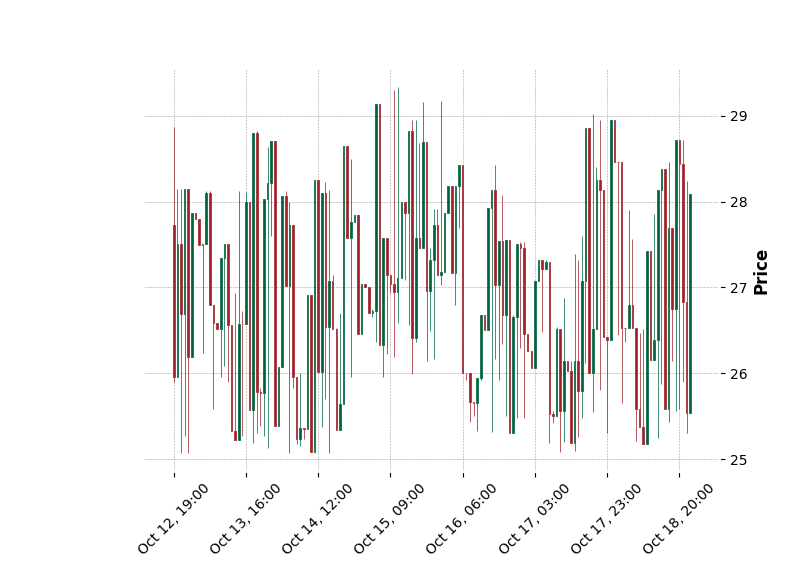 29
28
27
26
25
Price
Oct 12, 19:00
Oct 13, 16:00
Oct 14, 12:00
Oct 15, 09:00
Oct 16, 06:00
Oct 17, 03:00
Oct 17, 23:00
Oct 18, 20:00